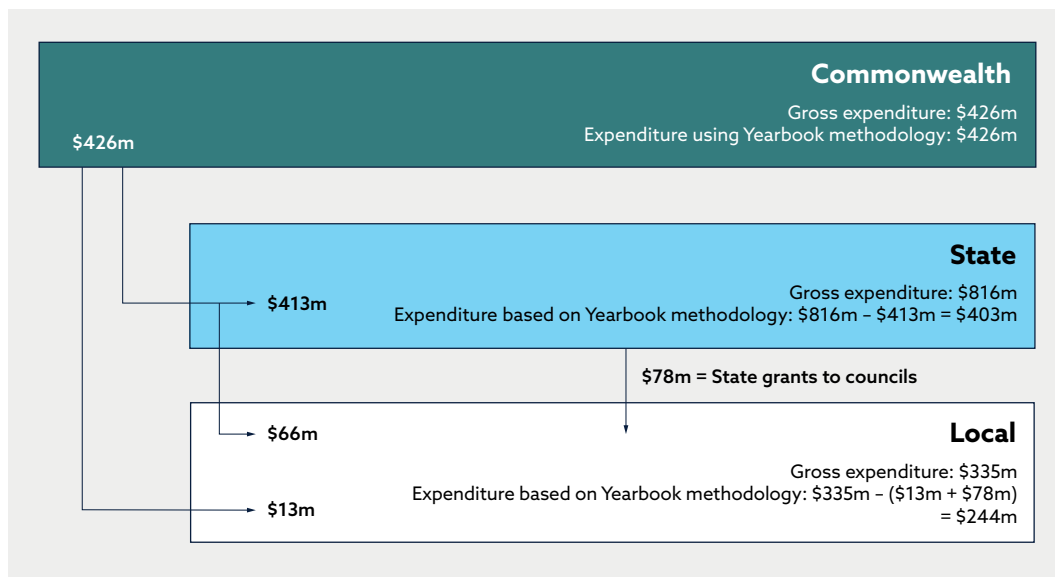 Commonwealth
Gross expenditure: $426m
Expenditure using Yearbook methodology: $426m
$426m
State
Gross expenditure: $816m
$413m
Expenditure based on Yearbook methodology: $816m – $413m = $403m
$78m = State grants to councils
Local
$66m
Gross expenditure: $335m
Expenditure based on Yearbook methodology: $335m – ($13m + $78m)
$13m
= $244m